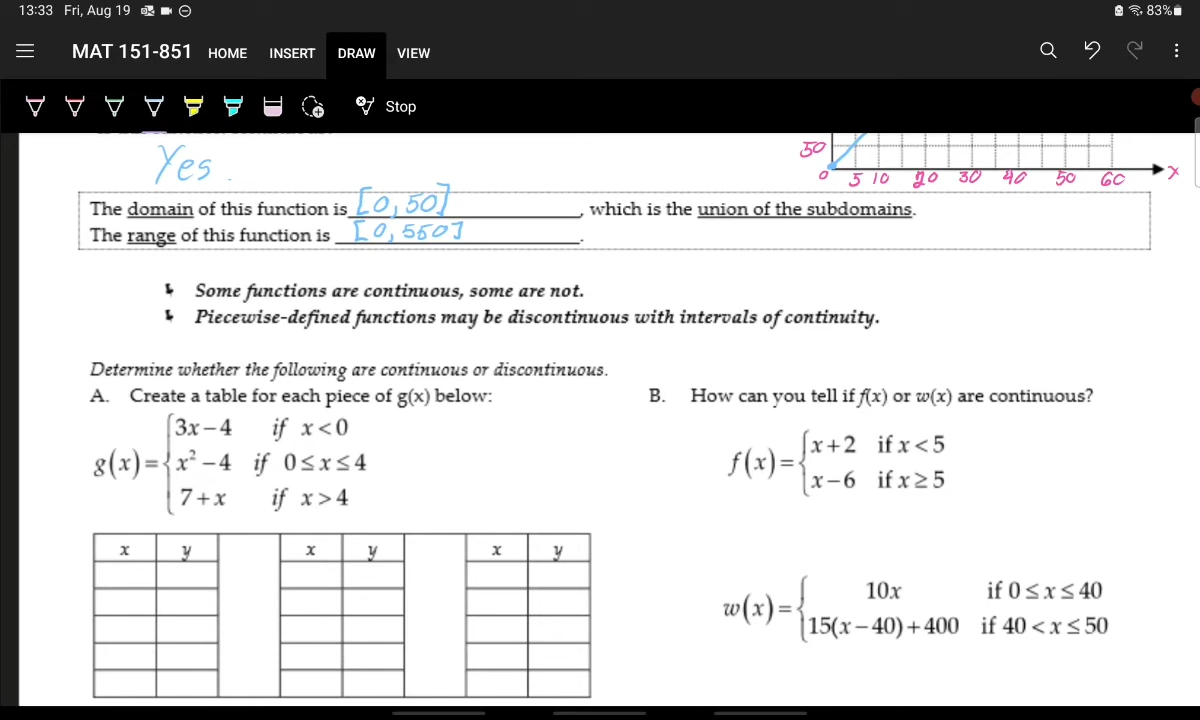 13:33 Fri, Aug 19 83%
MAT 151-851 HOME INSERT DRAW VIEW
Stop
Yes
50
0 5 10 20 30 40 50 60 x
The domain of this function is [0, 50], which is the union of the subdomains.
The range of this function is [0, 550].
Some functions are continuous, some are not.
Piecewise-defined functions may be discontinuous with intervals of continuity.
Determine whether the following are continuous or discontinuous.
A. Create a table for each piece of g(x) below:
g(x) = { 3x − 4 if x < 0
x² − 4 if 0 ≤ x ≤ 4
7 + x if x > 4
x y x y x y
B. How can you tell if f(x) or w(x) are continuous?
f(x) = { x + 2 if x < 5
x − 6 if x ≥ 5
w(x) = { 10x if 0 ≤ x ≤ 40
15(x − 40) + 400 if 40 < x ≤ 50